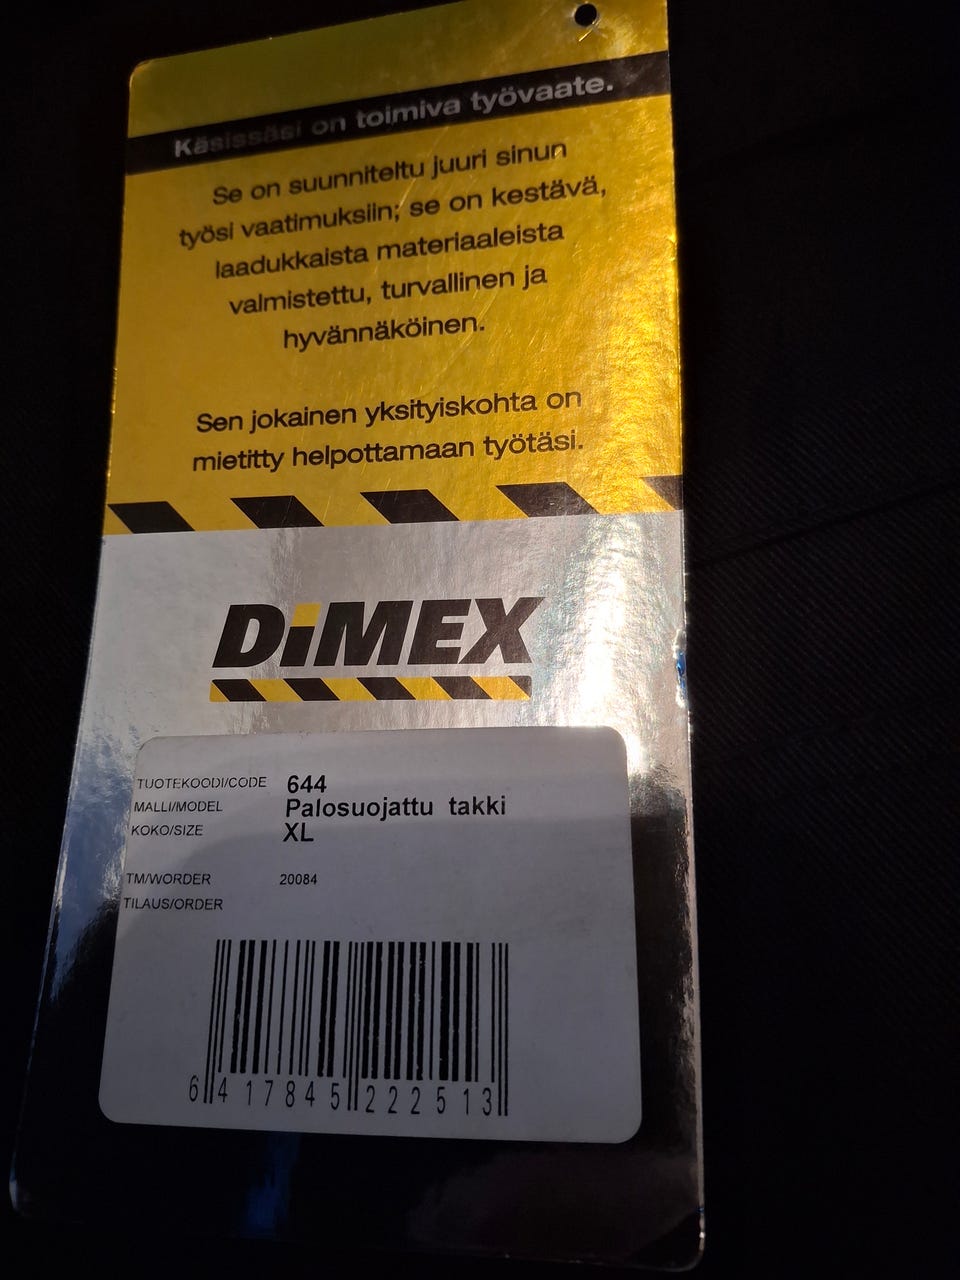 Käsissäsi on toimiva työvaate.
Se on suunniteltu juuri sinun
työsi vaatimuksiin; se on kestävä,
laadukkaista materiaaleista
valmistettu, turvallinen ja
hyvännäköinen.
Sen jokainen yksityiskohta on
mietitty helpottamaan työtäsi.
DiMEX
TUOTEKOODI/CODE 644
MALLI/MODEL Palosuojattu takki
KOKO/SIZE XL
TM/WORDER 20084
TILAUS/ORDER
6 417845 222513